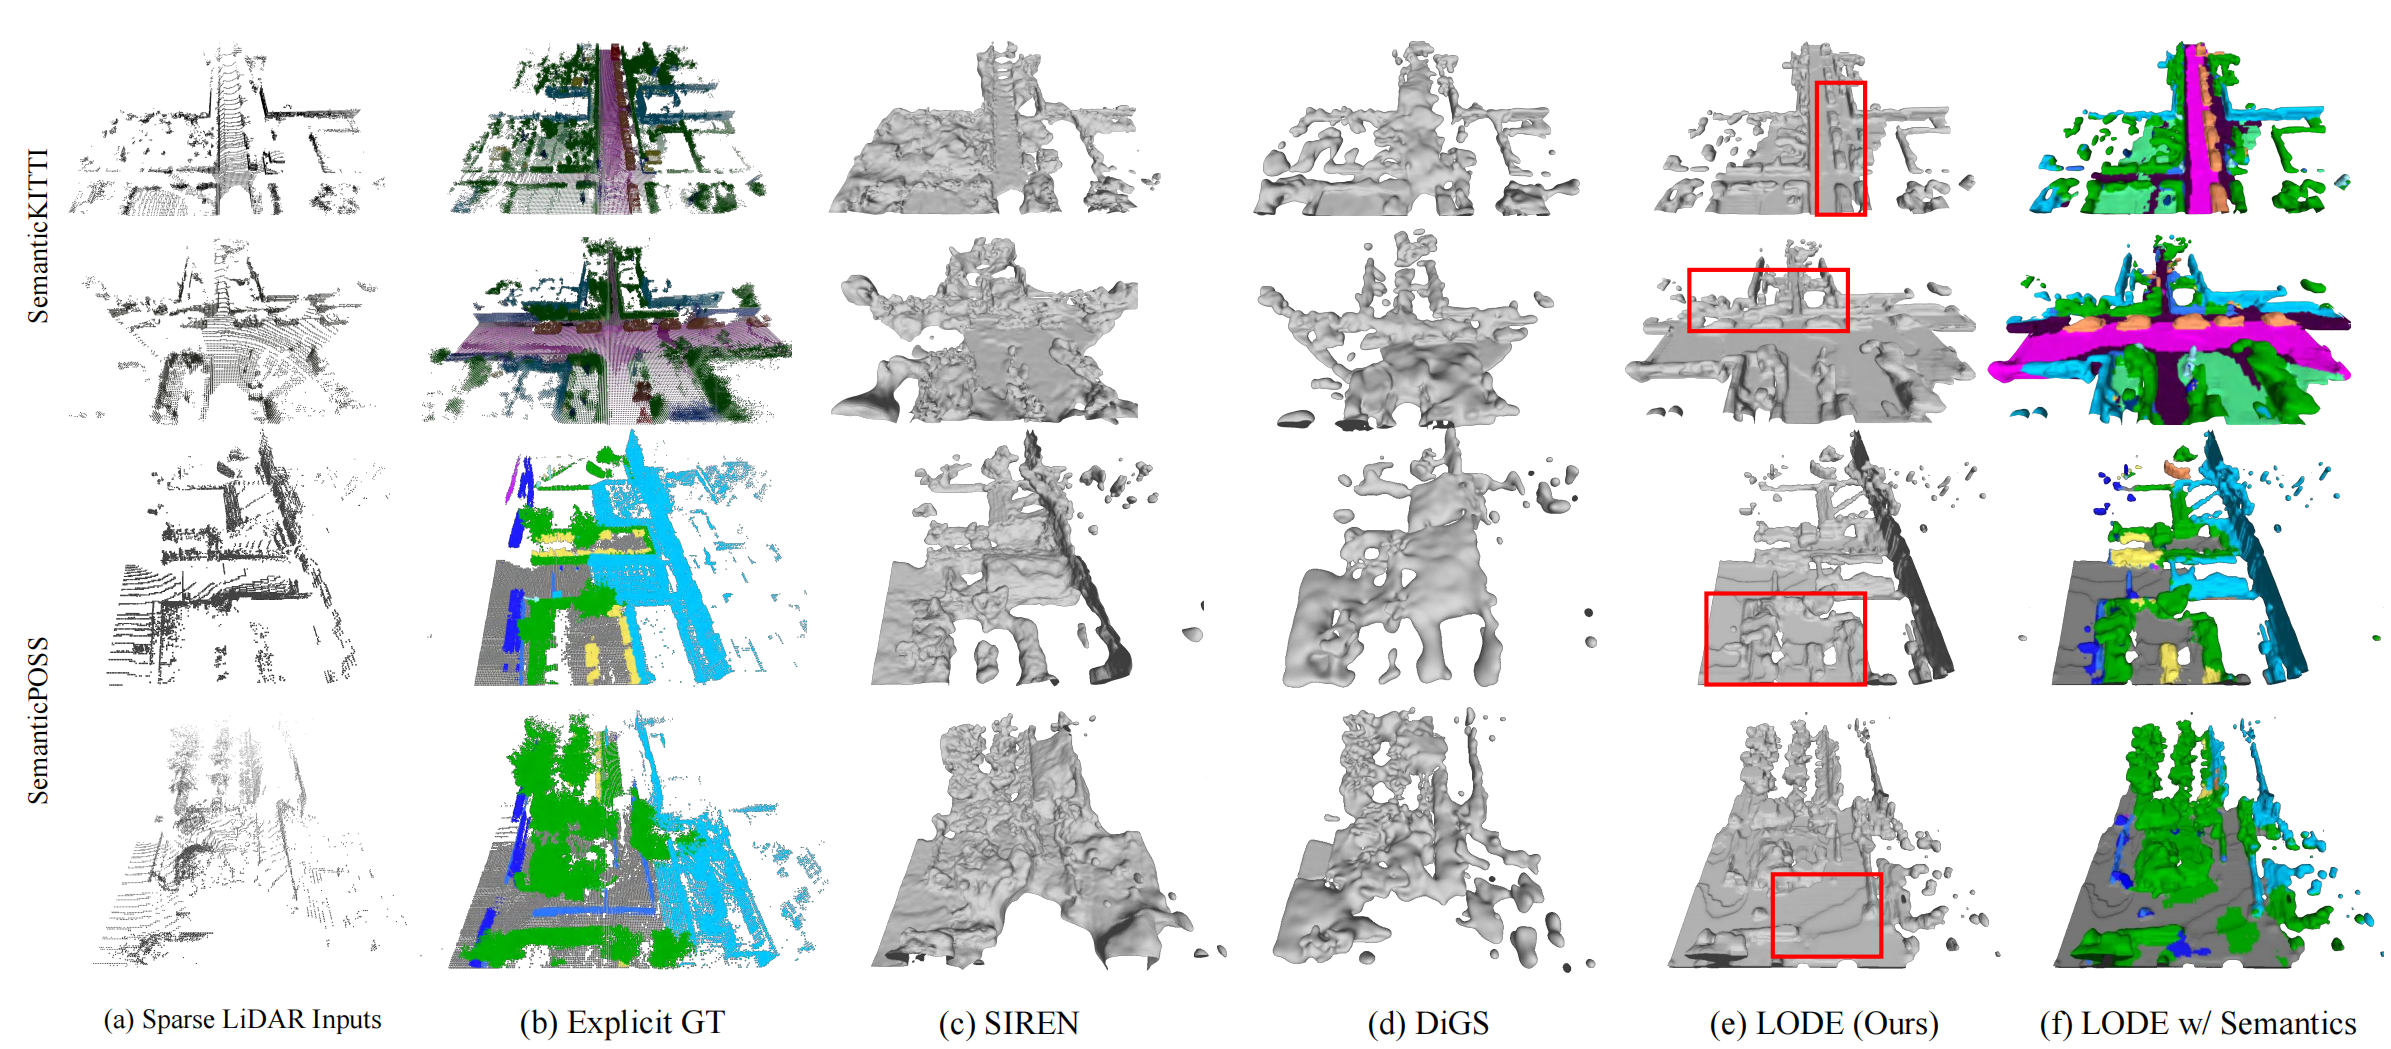 SemanticKITTI
SemanticPOSS
(a) Sparse LiDAR Inputs
(b) Explicit GT
(c) SIREN
(d) DiGS
(e) LODE (Ours)
(f) LODE w/ Semantics